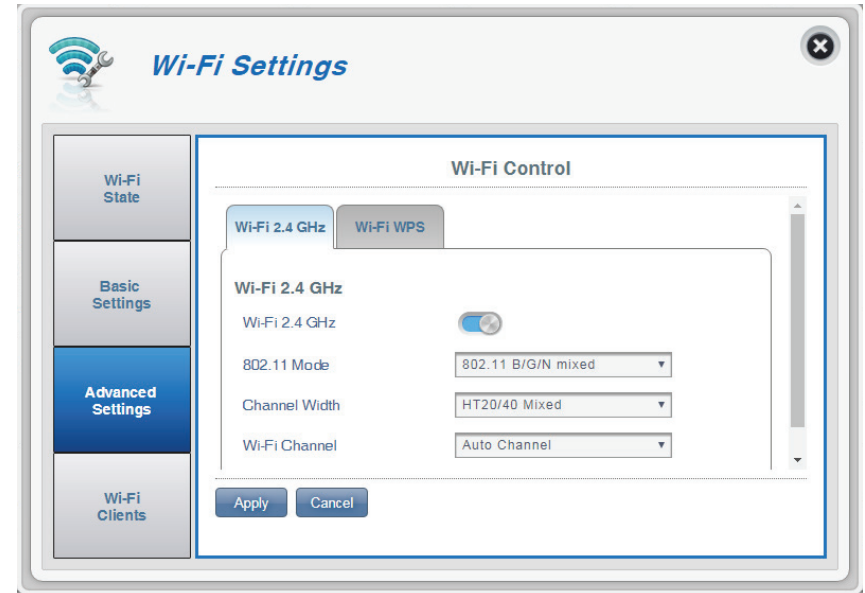 Wi-Fi Settings
Wi-Fi
State
Basic
Settings
Advanced
Settings
Wi-Fi
Clients
Wi-Fi Control
Wi-Fi 2.4 GHz
Wi-Fi WPS
Wi-Fi 2.4 GHz
Wi-Fi 2.4 GHz
802.11 Mode
802.11 B/G/N mixed
Channel Width
HT20/40 Mixed
Wi-Fi Channel
Auto Channel
Apply
Cancel